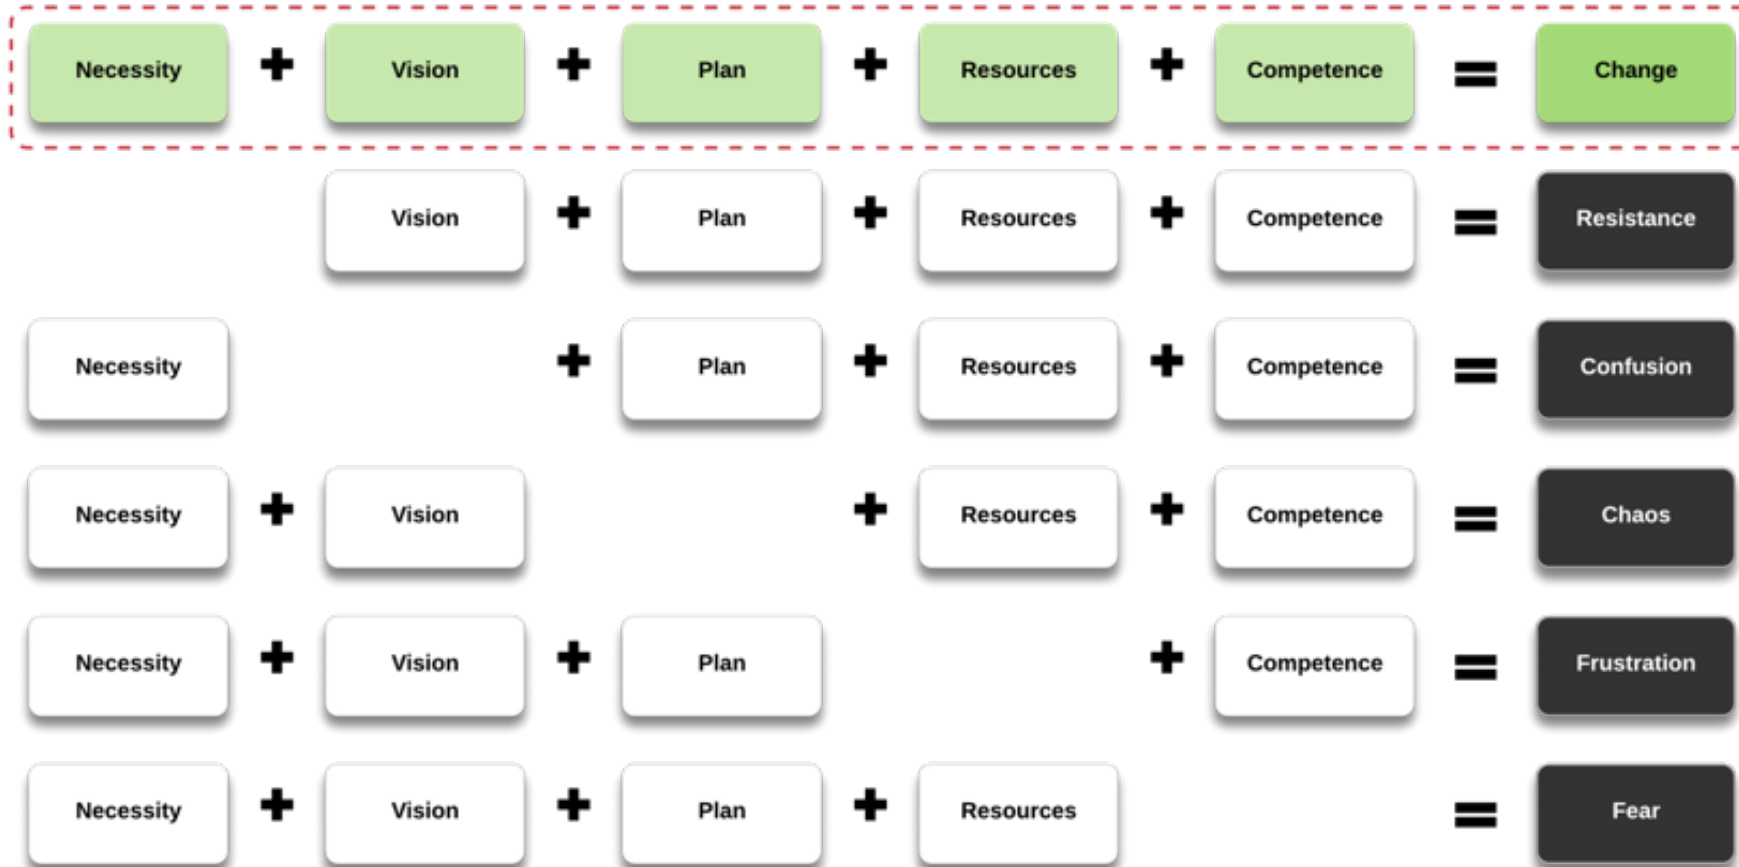 Necessity + Vision + Plan + Resources + Competence = Change
Vision + Plan + Resources + Competence = Resistance
Necessity + Plan + Resources + Competence = Confusion
Necessity + Vision + Resources + Competence = Chaos
Necessity + Vision + Plan + Competence = Frustration
Necessity + Vision + Plan + Resources = Fear